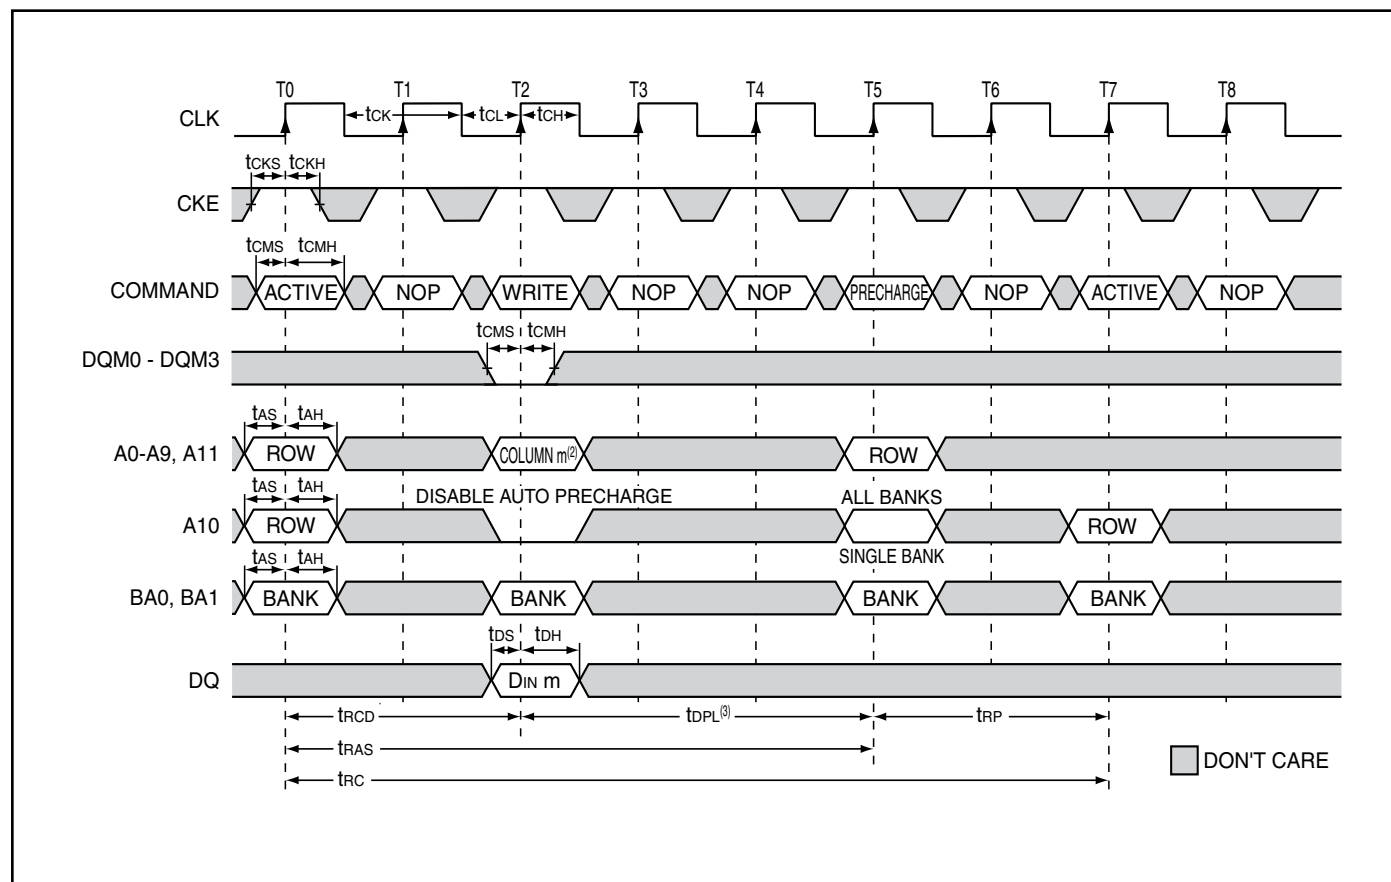 T0 T1 T2 T3 T4 T5 T6 T7 T8
CLK tCK tCL tCH
tCKS tCKH
CKE
tCMS tCMH
COMMAND ACTIVE NOP WRITE NOP NOP PRECHARGE NOP ACTIVE NOP
tCMS tCMH
DQM0 - DQM3
tAS tAH
A0-A9, A11 ROW COLUMN m(2) ROW
tAS tAH DISABLE AUTO PRECHARGE ALL BANKS
A10 ROW ROW
tAS tAH SINGLE BANK
BA0, BA1 BANK BANK BANK BANK
tDS tDH
DQ DIN m
tRCD tDPL(3) tRP
tRAS
tRC
DON'T CARE